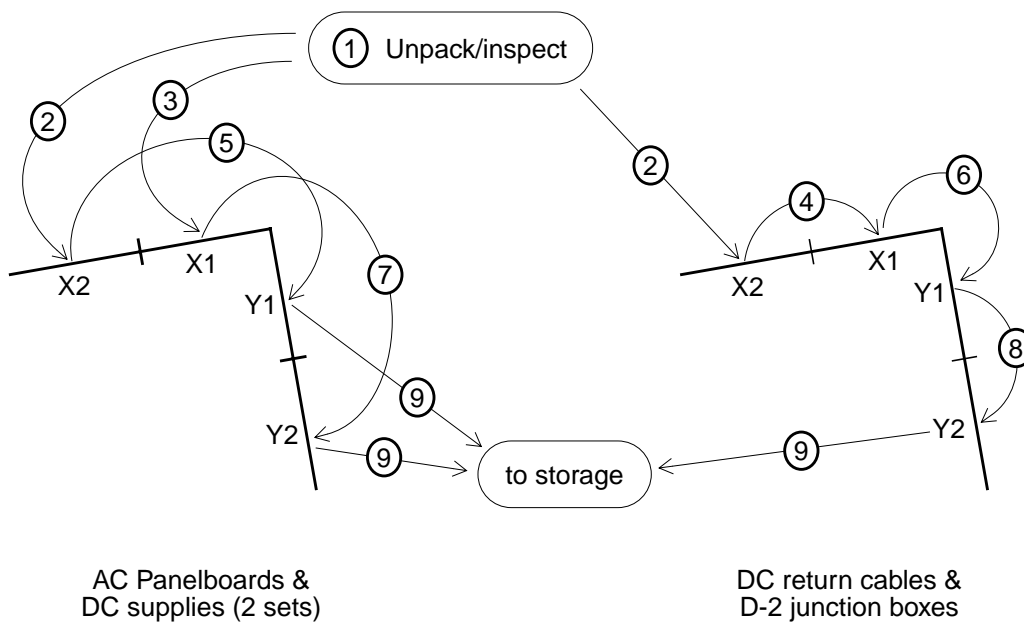 1 Unpack/inspect
2
3
5
2
4
6
X2
X1
Y1
7
Y2
9
9
to storage
X2
X1
Y1
8
Y2
9
AC Panelboards &
DC supplies (2 sets)
DC return cables &
D-2 junction boxes